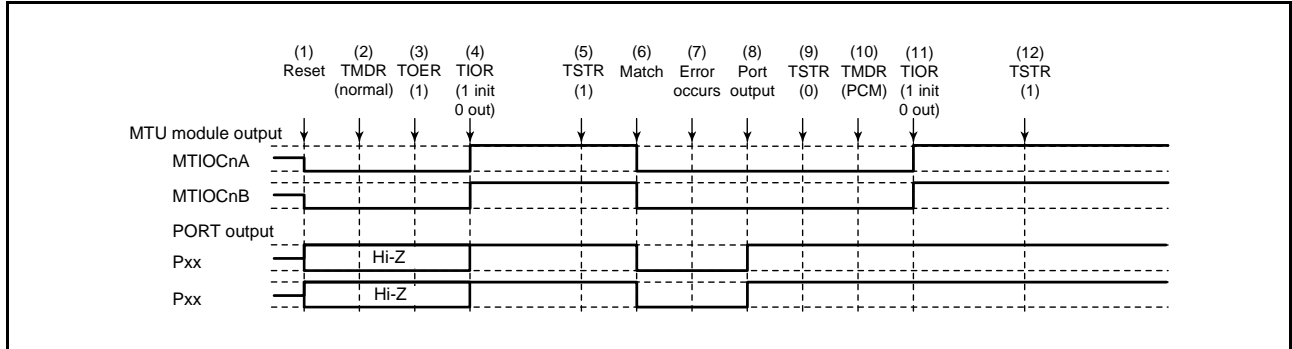 (1) (2) (3) (4) (5) (6) (7) (8) (9) (10) (11) (12)
Reset TMDR TOER TIOR TSTR Match Error Port TSTR TMDR TIOR TSTR
(normal) (1) (1 init (1) occurs output (0) (PCM) (1 init (1)
0 out) 0 out)
MTU module output
MTIOCnA
MTIOCnB
PORT output
Pxx Hi-Z
Pxx Hi-Z